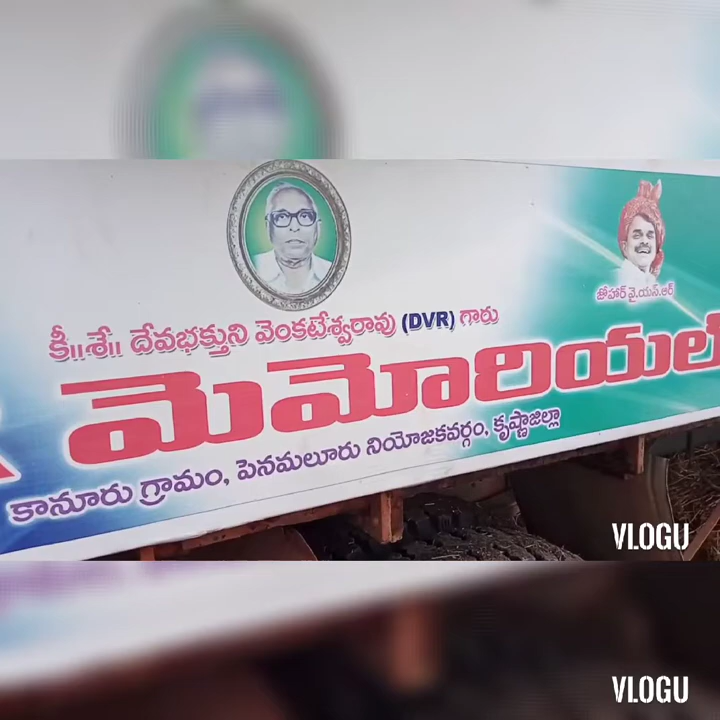 జోహార్ వై.యస్.ఆర్
కీ॥శే॥ దేవభక్తుని వెంకటేశ్వరావు (DVR) గారు
మెమోరియల్
కానూరు గ్రామం, పెనమలూరు నియోజకవర్గం, కృష్ణాజిల్లా
VLOGU
VLOGU